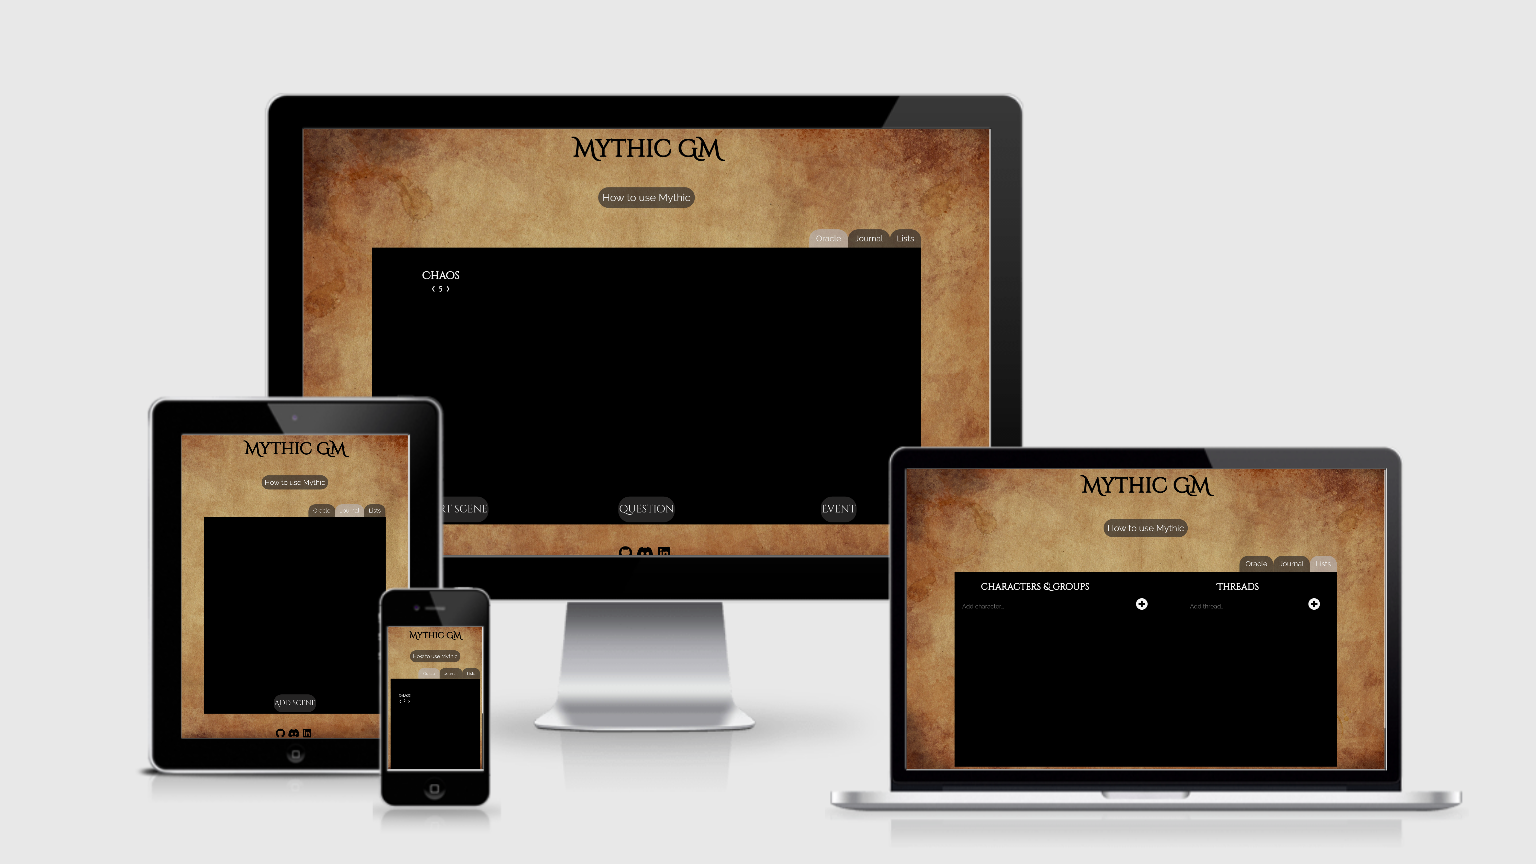 MYTHIC GM
How to use Mythic
Oracle Journal Lists
CHAOS
‹ 5 ›
RT SCENE QUESTION EVENT
MYTHIC GM
How to use Mythic
Oracle Journal Lists
ADD SCENE
MYTHIC GM
How to use Mythic
Lists
CHAOS
MYTHIC GM
How to use Mythic
Oracle Journal Lists
CHARACTERS & GROUPS THREADS
Add character... Add thread...